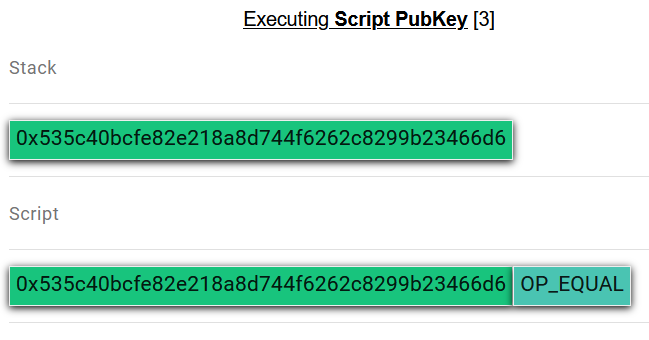 Executing Script PubKey [3]
Stack
0x535c40bcfe82e218a8d744f6262c8299b23466d6
Script
0x535c40bcfe82e218a8d744f6262c8299b23466d6 OP_EQUAL